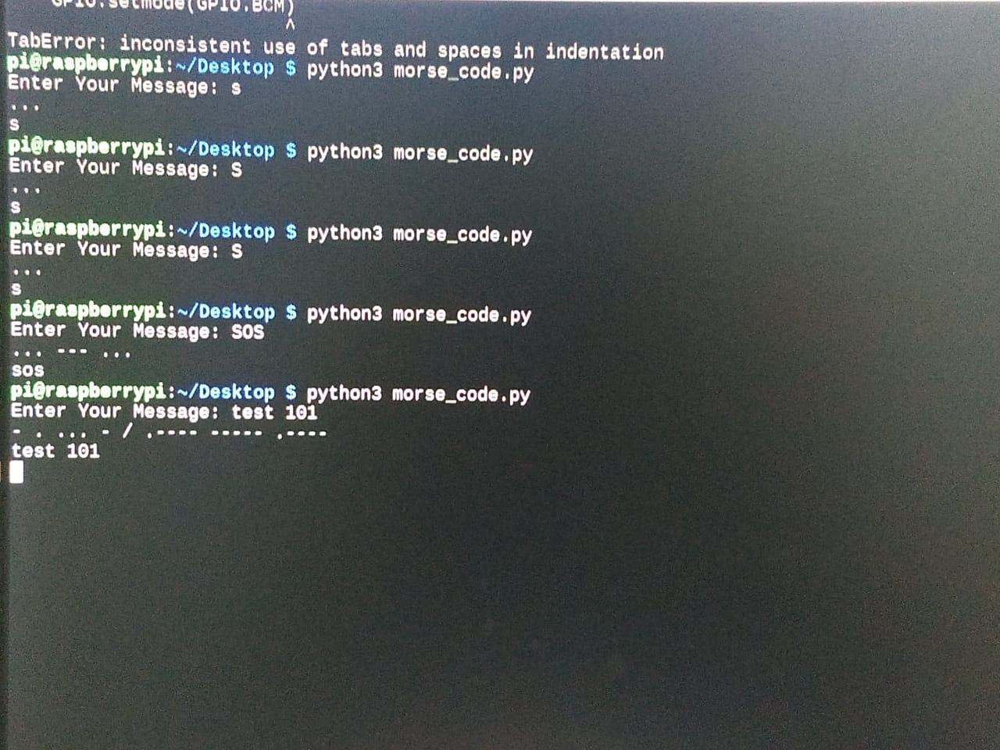 GPIO.setmode(GPIO.BCM)
^
TabError: inconsistent use of tabs and spaces in indentation
pi@raspberrypi:~/Desktop $ python3 morse_code.py
Enter Your Message: s
...
s
pi@raspberrypi:~/Desktop $ python3 morse_code.py
Enter Your Message: S
...
s
pi@raspberrypi:~/Desktop $ python3 morse_code.py
Enter Your Message: S
...
s
pi@raspberrypi:~/Desktop $ python3 morse_code.py
Enter Your Message: SOS
... --- ...
sos
pi@raspberrypi:~/Desktop $ python3 morse_code.py
Enter Your Message: test 101
- . ... - / .---- ----- .----
test 101